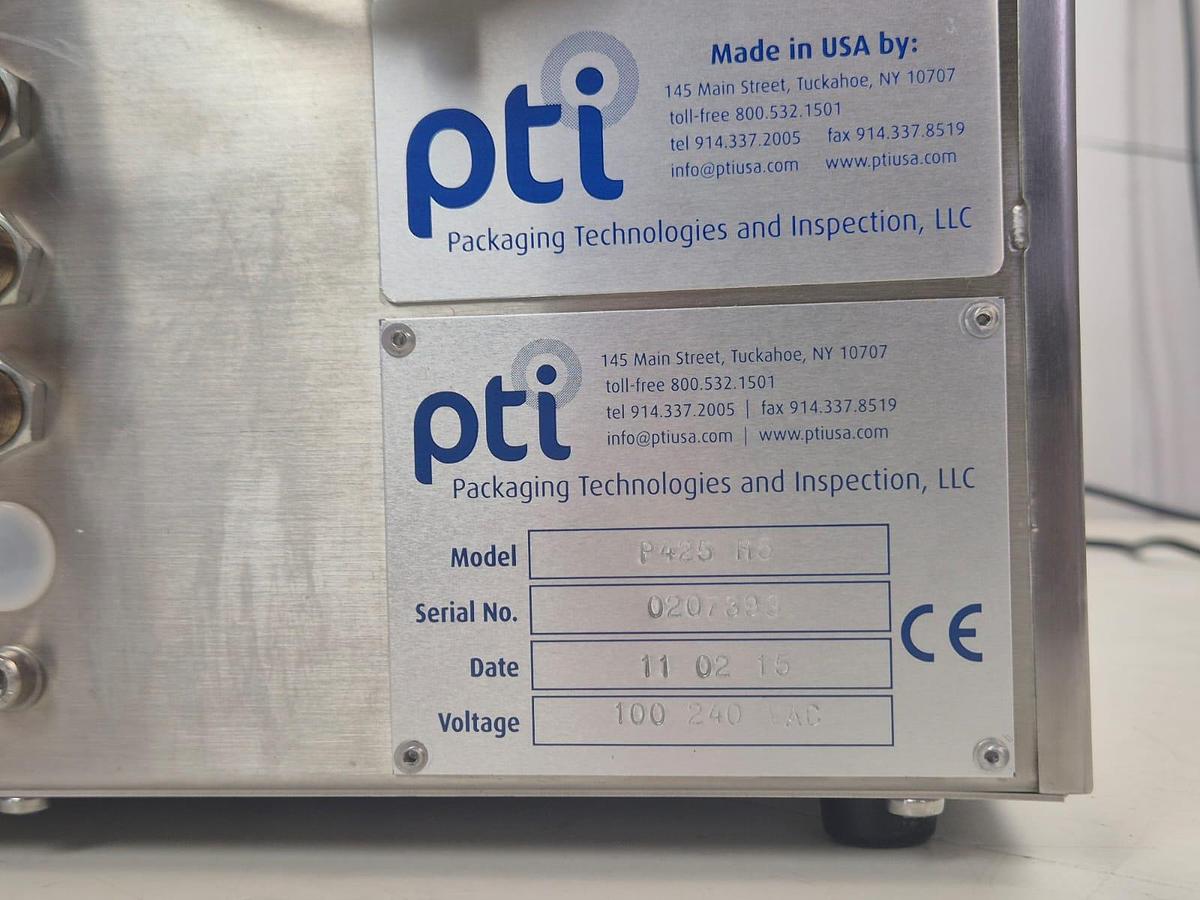 pti
Made in USA by:
145 Main Street, Tuckahoe, NY 10707
toll-free 800.532.1501
tel 914.337.2005 fax 914.337.8519
info@ptiusa.com www.ptiusa.com
Packaging Technologies and Inspection, LLC
pti
145 Main Street, Tuckahoe, NY 10707
toll-free 800.532.1501
tel 914.337.2005 | fax 914.337.8519
info@ptiusa.com | www.ptiusa.com
Packaging Technologies and Inspection, LLC
Model P425
Serial No.
Date 11 02 15
Voltage 100 240 VAC
CE